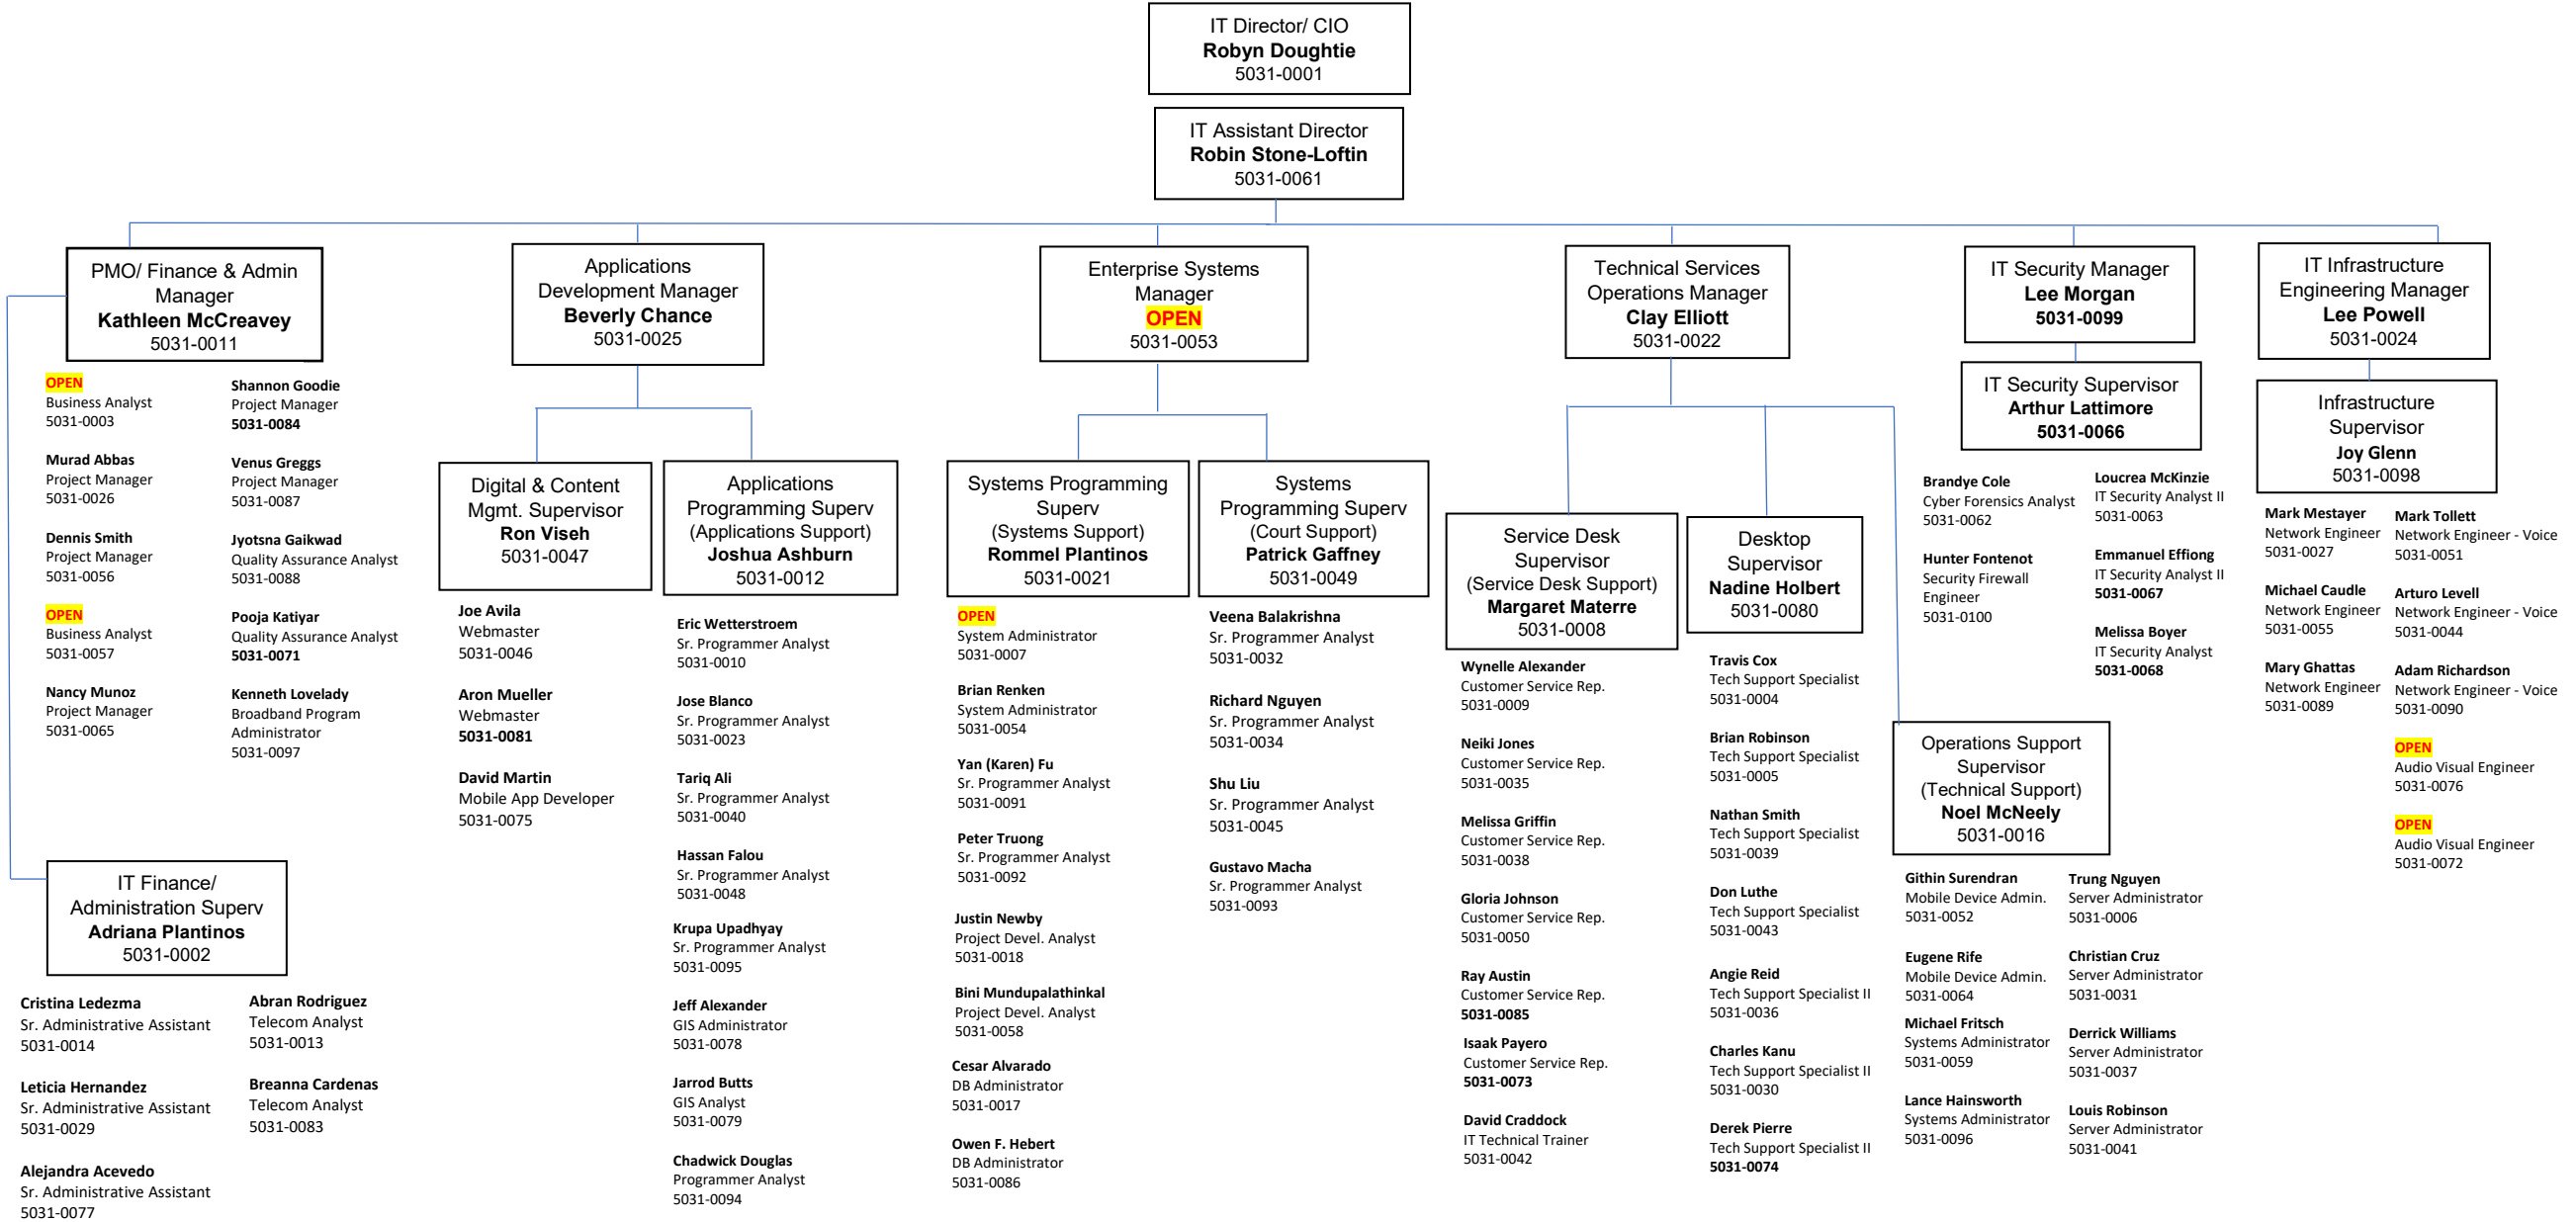 IT Director/ CIO
Robyn Doughtie
5031-0001
IT Assistant Director
Robin Stone-Loftin
5031-0061
PMO/ Finance & Admin
Manager
Kathleen McCreavey
5031-0011
OPEN
Business Analyst
5031-0003
Murad Abbas
Project Manager
5031-0026
Dennis Smith
Project Manager
5031-0056
OPEN
Business Analyst
5031-0057
Nancy Munoz
Project Manager
5031-0065
Shannon Goodie
Project Manager
5031-0084
Venus Greggs
Project Manager
5031-0087
Jyotsna Gaikwad
Quality Assurance Analyst
5031-0088
Pooja Katiyar
Quality Assurance Analyst
5031-0071
Kenneth Lovelady
Broadband Program
Administrator
5031-0097
IT Finance/
Administration Superv
Adriana Plantinos
5031-0002
Cristina Ledezma
Sr. Administrative Assistant
5031-0014
Leticia Hernandez
Sr. Administrative Assistant
5031-0029
Alejandra Acevedo
Sr. Administrative Assistant
5031-0077
Abran Rodriguez
Telecom Analyst
5031-0013
Breanna Cardenas
Telecom Analyst
5031-0083
Applications
Development Manager
Beverly Chance
5031-0025
Digital & Content
Mgmt. Supervisor
Ron Viseh
5031-0047
Joe Avila
Webmaster
5031-0046
Aron Mueller
Webmaster
5031-0081
David Martin
Mobile App Developer
5031-0075
Applications
Programming Superv
(Applications Support)
Joshua Ashburn
5031-0012
Eric Wetterstroem
Sr. Programmer Analyst
5031-0010
Jose Blanco
Sr. Programmer Analyst
5031-0023
Tariq Ali
Sr. Programmer Analyst
5031-0040
Hassan Falou
Sr. Programmer Analyst
5031-0048
Krupa Upadhyay
Sr. Programmer Analyst
5031-0095
Jeff Alexander
GIS Administrator
5031-0078
Jarrod Butts
GIS Analyst
5031-0079
Chadwick Douglas
Programmer Analyst
5031-0094
Enterprise Systems
Manager
OPEN
5031-0053
Systems Programming
Superv
(Systems Support)
Rommel Plantinos
5031-0021
OPEN
System Administrator
5031-0007
Brian Renken
System Administrator
5031-0054
Yan (Karen) Fu
Sr. Programmer Analyst
5031-0091
Peter Truong
Sr. Programmer Analyst
5031-0092
Justin Newby
Project Devel. Analyst
5031-0018
Bini Mundupalathinkal
Project Devel. Analyst
5031-0058
Cesar Alvarado
DB Administrator
5031-0017
Owen F. Hebert
DB Administrator
5031-0086
Systems
Programming Superv
(Court Support)
Patrick Gaffney
5031-0049
Veena Balakrishna
Sr. Programmer Analyst
5031-0032
Richard Nguyen
Sr. Programmer Analyst
5031-0034
Shu Liu
Sr. Programmer Analyst
5031-0045
Gustavo Macha
Sr. Programmer Analyst
5031-0093
Technical Services
Operations Manager
Clay Elliott
5031-0022
Service Desk
Supervisor
(Service Desk Support)
Margaret Materre
5031-0008
Wynelle Alexander
Customer Service Rep.
5031-0009
Neiki Jones
Customer Service Rep.
5031-0035
Melissa Griffin
Customer Service Rep.
5031-0038
Gloria Johnson
Customer Service Rep.
5031-0050
Ray Austin
Customer Service Rep.
5031-0085
Isaak Payero
Customer Service Rep.
5031-0073
David Craddock
IT Technical Trainer
5031-0042
Desktop
Supervisor
Nadine Holbert
5031-0080
Travis Cox
Tech Support Specialist
5031-0004
Brian Robinson
Tech Support Specialist
5031-0005
Nathan Smith
Tech Support Specialist
5031-0039
Don Luthe
Tech Support Specialist
5031-0043
Angie Reid
Tech Support Specialist II
5031-0036
Charles Kanu
Tech Support Specialist II
5031-0030
Derek Pierre
Tech Support Specialist II
5031-0074
Operations Support
Supervisor
(Technical Support)
Noel McNeely
5031-0016
Githin Surendran
Mobile Device Admin.
5031-0052
Eugene Rife
Mobile Device Admin.
5031-0064
Michael Fritsch
Systems Administrator
5031-0059
Lance Hainsworth
Systems Administrator
5031-0096
Trung Nguyen
Server Administrator
5031-0006
Christian Cruz
Server Administrator
5031-0031
Derrick Williams
Server Administrator
5031-0037
Louis Robinson
Server Administrator
5031-0041
IT Security Manager
Lee Morgan
5031-0099
IT Security Supervisor
Arthur Lattimore
5031-0066
Brandye Cole
Cyber Forensics Analyst
5031-0062
Hunter Fontenot
Security Firewall
Engineer
5031-0100
Loucrea McKinzie
IT Security Analyst II
5031-0063
Emmanuel Effiong
IT Security Analyst II
5031-0067
Melissa Boyer
IT Security Analyst
5031-0068
IT Infrastructure
Engineering Manager
Lee Powell
5031-0024
Infrastructure
Supervisor
Joy Glenn
5031-0098
Mark Mestayer
Network Engineer
5031-0027
Michael Caudle
Network Engineer
5031-0055
Mary Ghattas
Network Engineer
5031-0089
Mark Tollett
Network Engineer - Voice
5031-0051
Arturo Levell
Network Engineer - Voice
5031-0044
Adam Richardson
Network Engineer - Voice
5031-0090
OPEN
Audio Visual Engineer
5031-0076
OPEN
Audio Visual Engineer
5031-0072